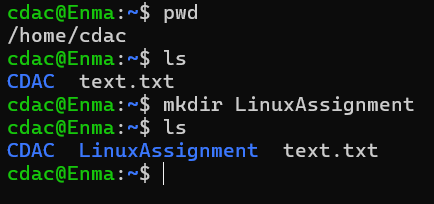 cdac@Enma:~$ pwd
/home/cdac
cdac@Enma:~$ ls
CDAC  text.txt
cdac@Enma:~$ mkdir LinuxAssignment
cdac@Enma:~$ ls
CDAC  LinuxAssignment  text.txt
cdac@Enma:~$